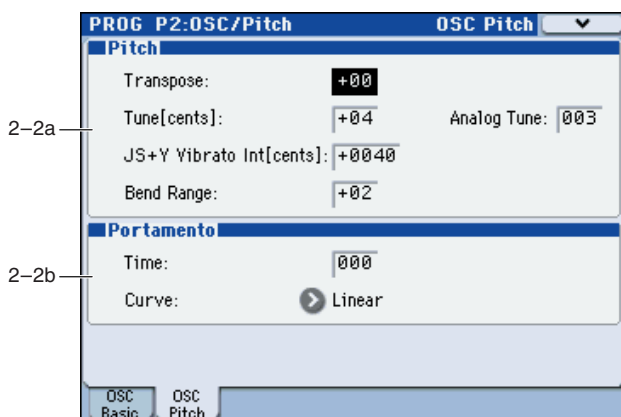 PROG P2:OSC/Pitch OSC Pitch
Pitch
Transpose: +00
2-2a
Tune[cents]: +04 Analog Tune: 003
JS+Y Vibrato Int[cents]: +0040
Bend Range: +02
Portamento
2-2b
Time: 000
Curve: Linear
OSC Basic
OSC Pitch